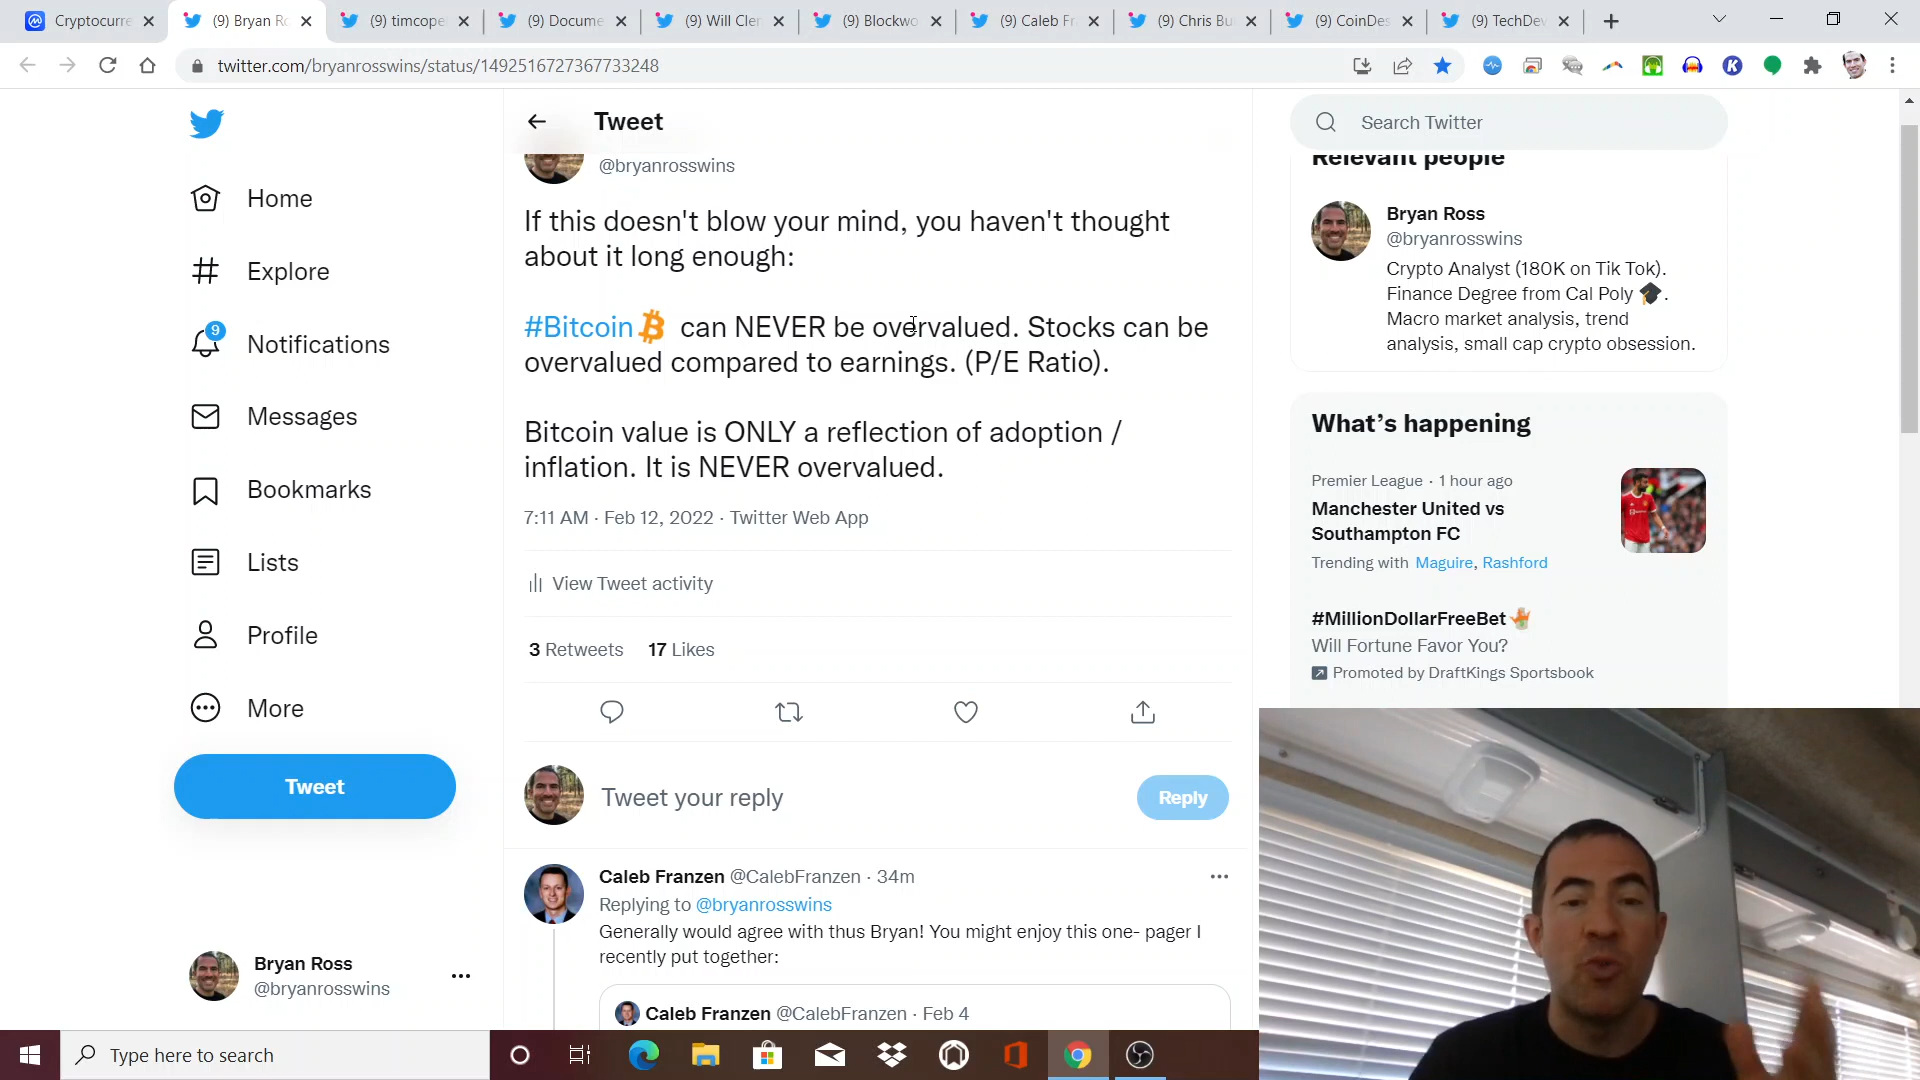 Cryptocurre
(9) Bryan Ro
(9) timcope
(9) Docume
(9) Will Cler
(9) Blockwo
(9) Caleb Fr
(9) Chris Bu
(9) CoinDes
(9) TechDev
twitter.com/bryanrosswins/status/1492516727367733248
Home
Explore
9
Notifications
Messages
Bookmarks
Lists
Profile
More
Tweet
Bryan Ross
@bryanrosswins
Tweet
@bryanrosswins
If this doesn't blow your mind, you haven't thought
about it long enough:
#Bitcoin can NEVER be overvalued. Stocks can be
overvalued compared to earnings. (P/E Ratio).
Bitcoin value is ONLY a reflection of adoption /
inflation. It is NEVER overvalued.
7:11 AM · Feb 12, 2022 · Twitter Web App
View Tweet activity
3 Retweets 17 Likes
Tweet your reply
Reply
Caleb Franzen @CalebFranzen · 34m
Replying to @bryanrosswins
Generally would agree with thus Bryan! You might enjoy this one- pager I
recently put together:
Caleb Franzen @CalebFranzen · Feb 4
Search Twitter
Relevant people
Bryan Ross
@bryanrosswins
Crypto Analyst (180K on Tik Tok).
Finance Degree from Cal Poly 🎓.
Macro market analysis, trend
analysis, small cap crypto obsession.
What's happening
Premier League · 1 hour ago
Manchester United vs
Southampton FC
Trending with Maguire, Rashford
#MillionDollarFreeBet
Will Fortune Favor You?
Promoted by DraftKings Sportsbook
Type here to search